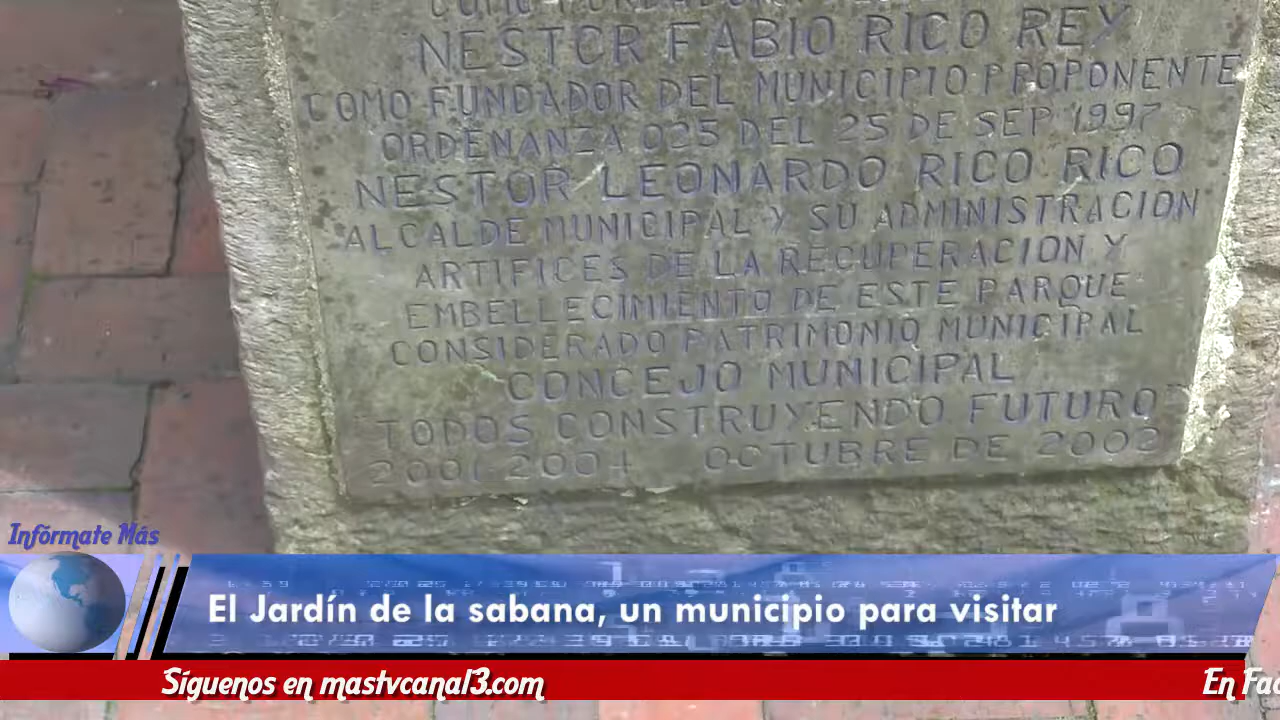 NESTOR FABIO RICO REY
COMO FUNDADOR DEL MUNICIPIO PROPONENTE
ORDENANZA 025 DEL 25 DE SEP 1997
NESTOR LEONARDO RICO RICO
ALCALDE MUNICIPAL Y SU ADMINISTRACION
ARTIFICES DE LA RECUPERACION Y
EMBELLECIMIENTO DE ESTE PARQUE
CONSIDERADO PATRIMONIO MUNICIPAL
CONCEJO MUNICIPAL
TODOS CONSTRUYENDO FUTURO"
2001-2004 OCTUBRE DE 2002
Infórmate Más
El Jardín de la sabana, un municipio para visitar
Síguenos en mastvcanal3.com
En